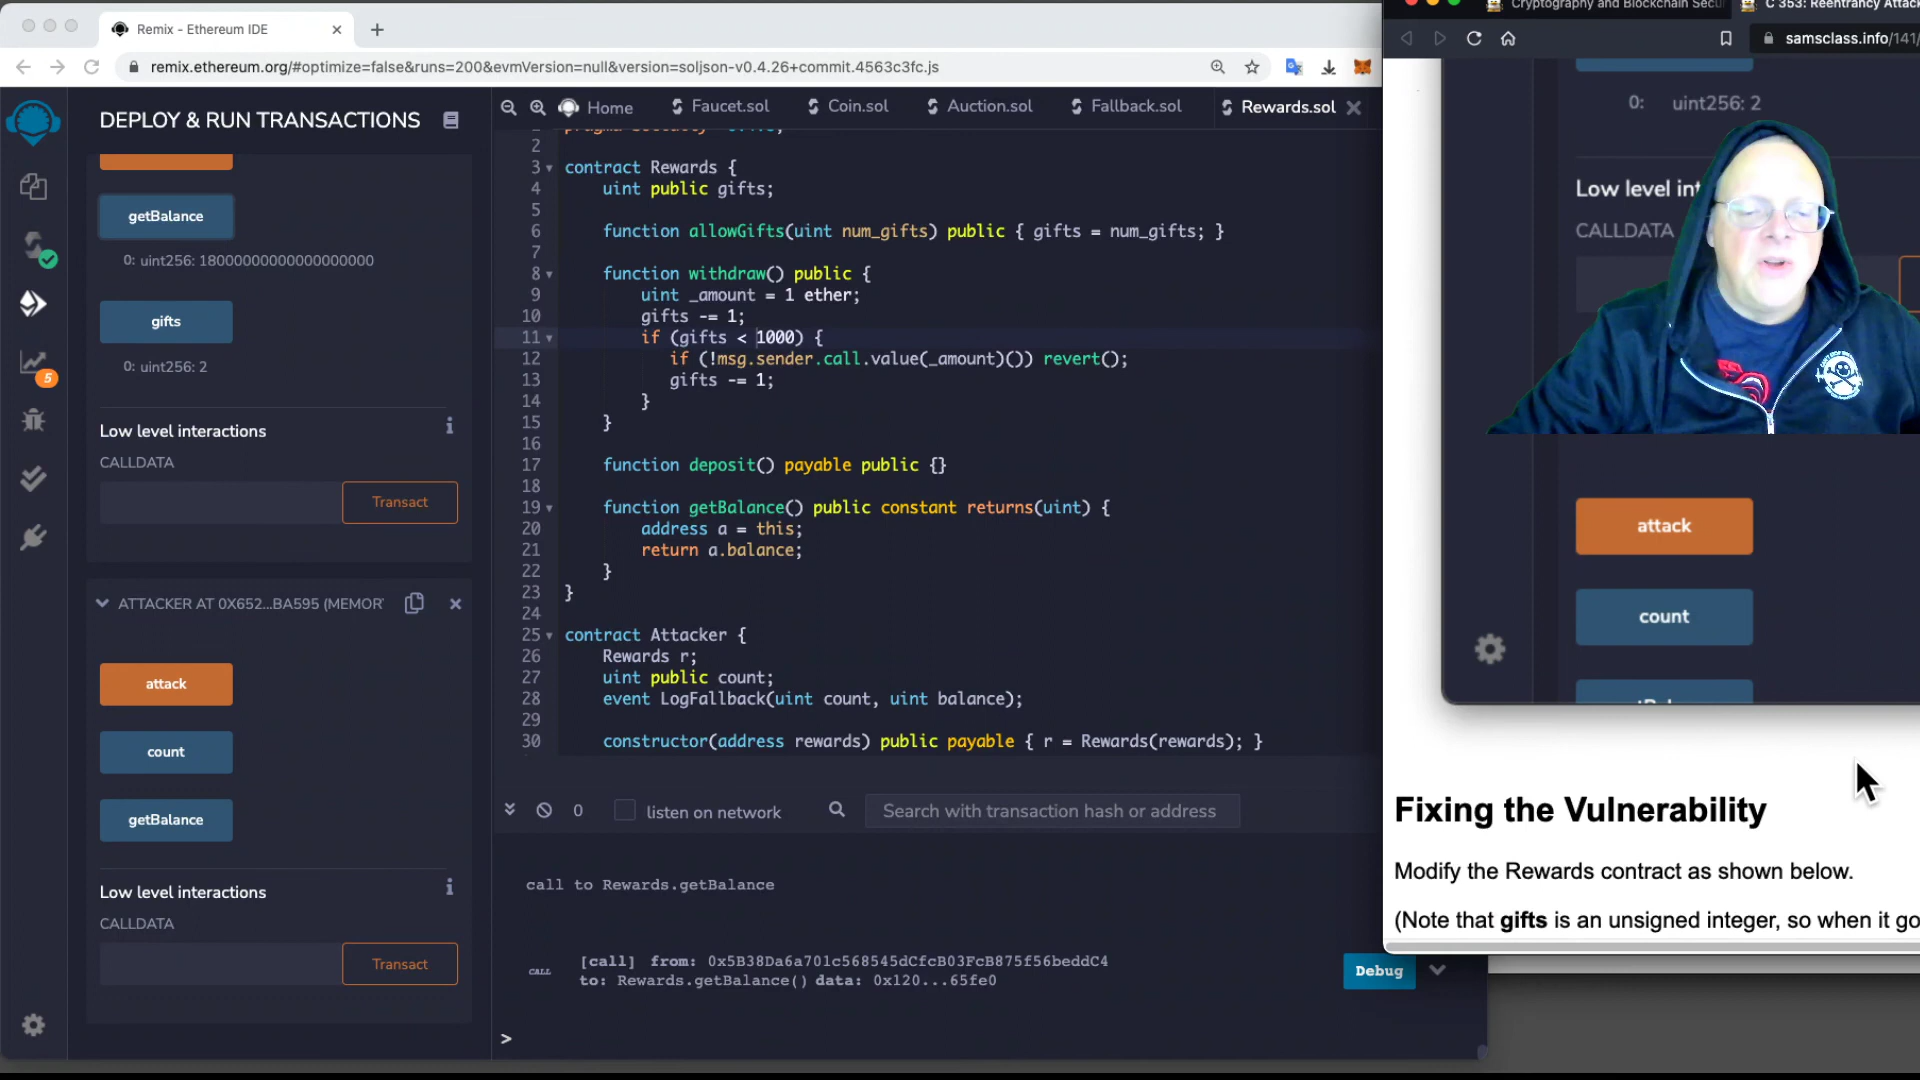 Remix - Ethereum IDE
remix.ethereum.org/#optimize=false&runs=200&evmVersion=null&version=soljson-v0.4.26+commit.4563c3fc.js
DEPLOY & RUN TRANSACTIONS
getBalance
0: uint256: 18000000000000000000
gifts
0: uint256: 2
Low level interactions
CALLDATA
Transact
ATTACKER AT 0X652...BA595 (MEMOR
attack
count
getBalance
Low level interactions
CALLDATA
Transact
5
Home
Faucet.sol
Coin.sol
Auction.sol
Fallback.sol
Rewards.sol
2
3 contract Rewards {
4 uint public gifts;
5
6 function allowGifts(uint num_gifts) public { gifts = num_gifts; }
7
8 function withdraw() public {
9 uint _amount = 1 ether;
10 gifts -= 1;
11 if (gifts < 1000) {
12 if (!msg.sender.call.value(_amount)()) revert();
13 gifts -= 1;
14 }
15 }
16
17 function deposit() payable public {}
18
19 function getBalance() public constant returns(uint) {
20 address a = this;
21 return a.balance;
22 }
23 }
24
25 contract Attacker {
26 Rewards r;
27 uint public count;
28 event LogFallback(uint count, uint balance);
29
30 constructor(address rewards) public payable { r = Rewards(rewards); }
0
listen on network
Search with transaction hash or address
call to Rewards.getBalance
CALL
[call] from: 0x5B38Da6a701c568545dCfcB03FcB875f56beddC4
to: Rewards.getBalance() data: 0x120...65fe0
Debug
>
Cryptography and Blockchain Secu
C 353: Reentrancy Attac
samsclass.info/141/
0: uint256: 2
Low level int
CALLDATA
attack
count
Fixing the Vulnerability
Modify the Rewards contract as shown below.
(Note that gifts is an unsigned integer, so when it go